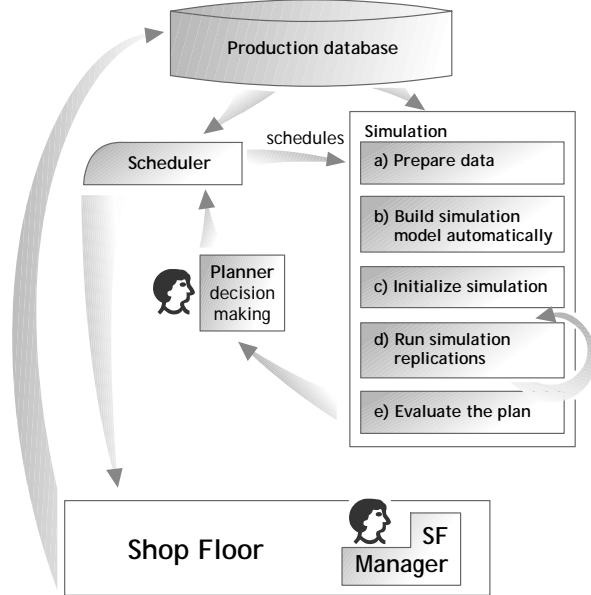 Production database
schedules
Scheduler
Simulation
a) Prepare data
b) Build simulation
model automatically
c) Initialize simulation
d) Run simulation
replications
e) Evaluate the plan
Planner
decision
making
Shop Floor
SF
Manager